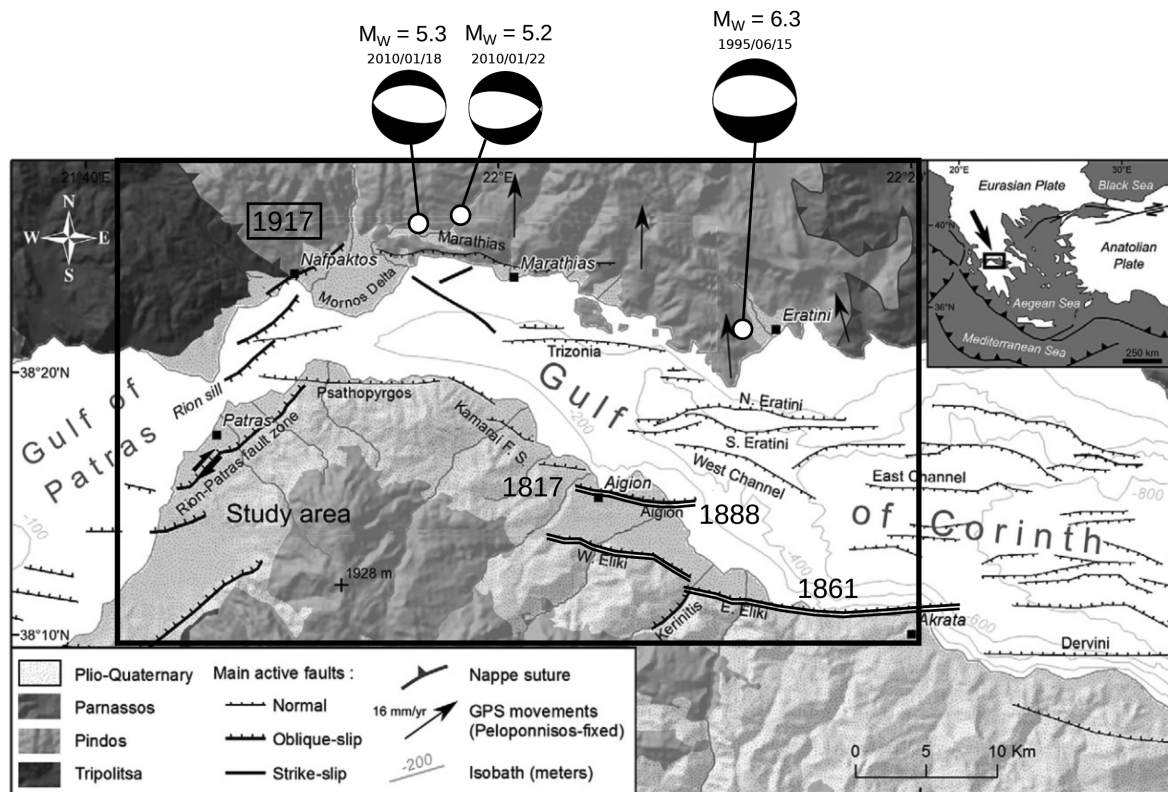 M_W = 5.3
2010/01/18
M_W = 5.2
2010/01/22
M_W = 6.3
1995/06/15
21°40'
22°E
22°20'
N
W E
S
1917
Nafpaktos
Mornos Delta
Marathias
Marathias
Eratini
Trizonia
38°20'
Gulf of
Patras
Rion sill
Patras
Rion-Patras fault zone
Psathopyrgos
Kamarai F. S.
Gulf
of Corinth
N. Eratini
S. Eratini
West Channel
East Channel
-200
-800
-100
-400
-600
1817
Aigion
Aigion
1888
Study area
W. Eliki
1928 m
1861
Kerinitis
E. Eliki
Akrata
38°10'
Dervini
20°E
30°E
Eurasian Plate
Black Sea
40°N
Anatolian
Plate
36°N
Aegean Sea
Mediterranean Sea
250 km
Plio-Quaternary
Parnassos
Pindos
Tripolitsa
Main active faults :
Normal
Oblique-slip
Strike-slip
Nappe suture
16 mm/yr
GPS movements
(Peloponnisos-fixed)
-200
Isobath (meters)
0 5 10 Km